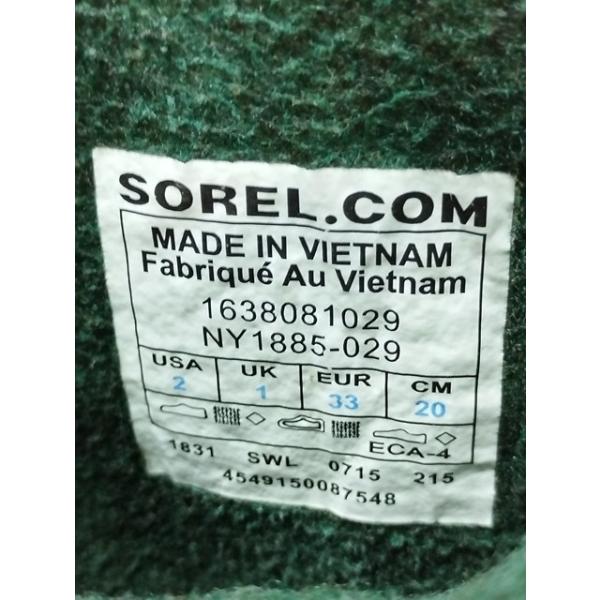 SOREL.COM
MADE IN VIETNAM
Fabriqué Au Vietnam
1638081029
NY1885-029
USA UK EUR CM
2 1 33 20
ECA-4
1831 SWL 0715 215
4549150087548